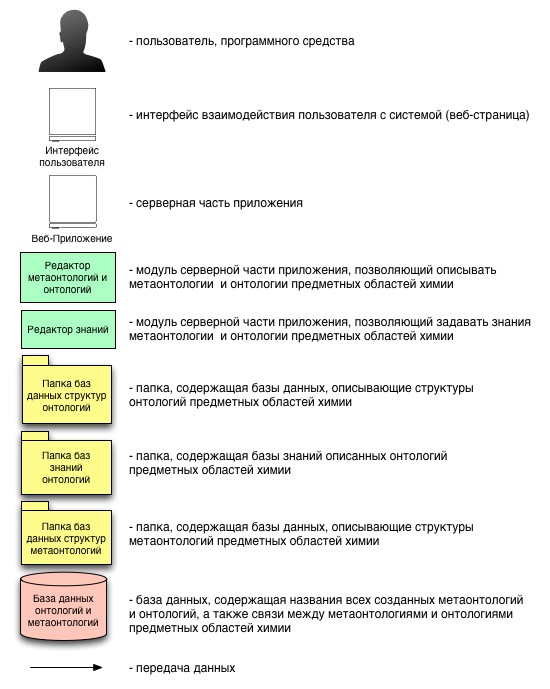 - пользователь, программного средства
- интерфейс взаимодействия пользователя с системой (веб-страница)
Интерфейс
пользователя
- серверная часть приложения
Веб-Приложение
Редактор
метаонтологий и
онтологий
- модуль серверной части приложения, позволяющий описывать
метаонтологии и онтологии предметных областей химии
Редактор знаний
- модуль серверной части приложения, позволяющий задавать знания
метаонтологии и онтологии предметных областей химии
Папка баз
данных структур
онтологий
- папка, содержащая базы данных, описывающие структуры
онтологий предметных областей химии
Папка баз
знаний
онтологий
- папка, содержащая базы знаний описанных онтологий
предметных областей химии
Папка баз
данных структур
метаонтологий
- папка, содержащая базы данных, описывающие структуры
метаонтологий предметных областей химии
База данных
онтологий и
метаонтологий
- база данных, содержащая названия всех созданных метаонтологий
и онтологий, а также связи между метаонтологиями и онтологиями
предметных областей химии
- передача данных